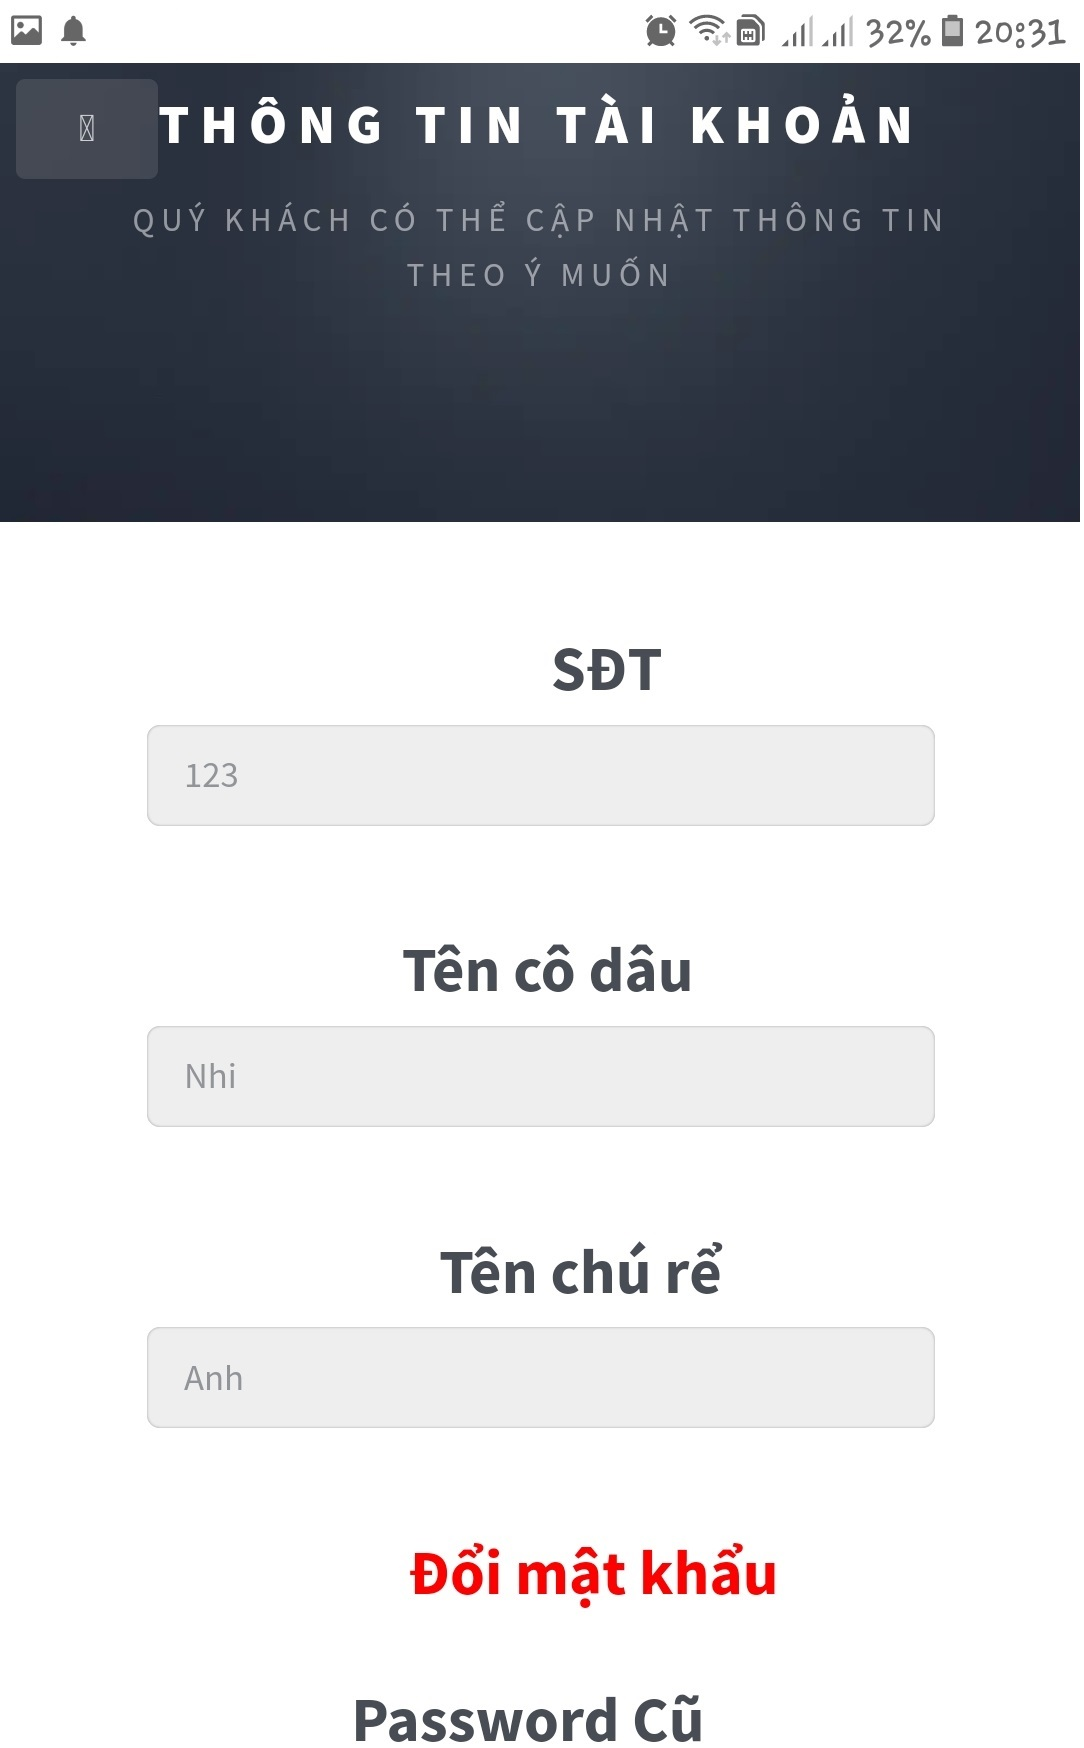 32% 20:31
THÔNG TIN TÀI KHOẢN
QUÝ KHÁCH CÓ THỂ CẬP NHẬT THÔNG TIN
THEO Ý MUỐN
SĐT
123
Tên cô dâu
Nhi
Tên chú rể
Anh
Đổi mật khẩu
Password Cũ